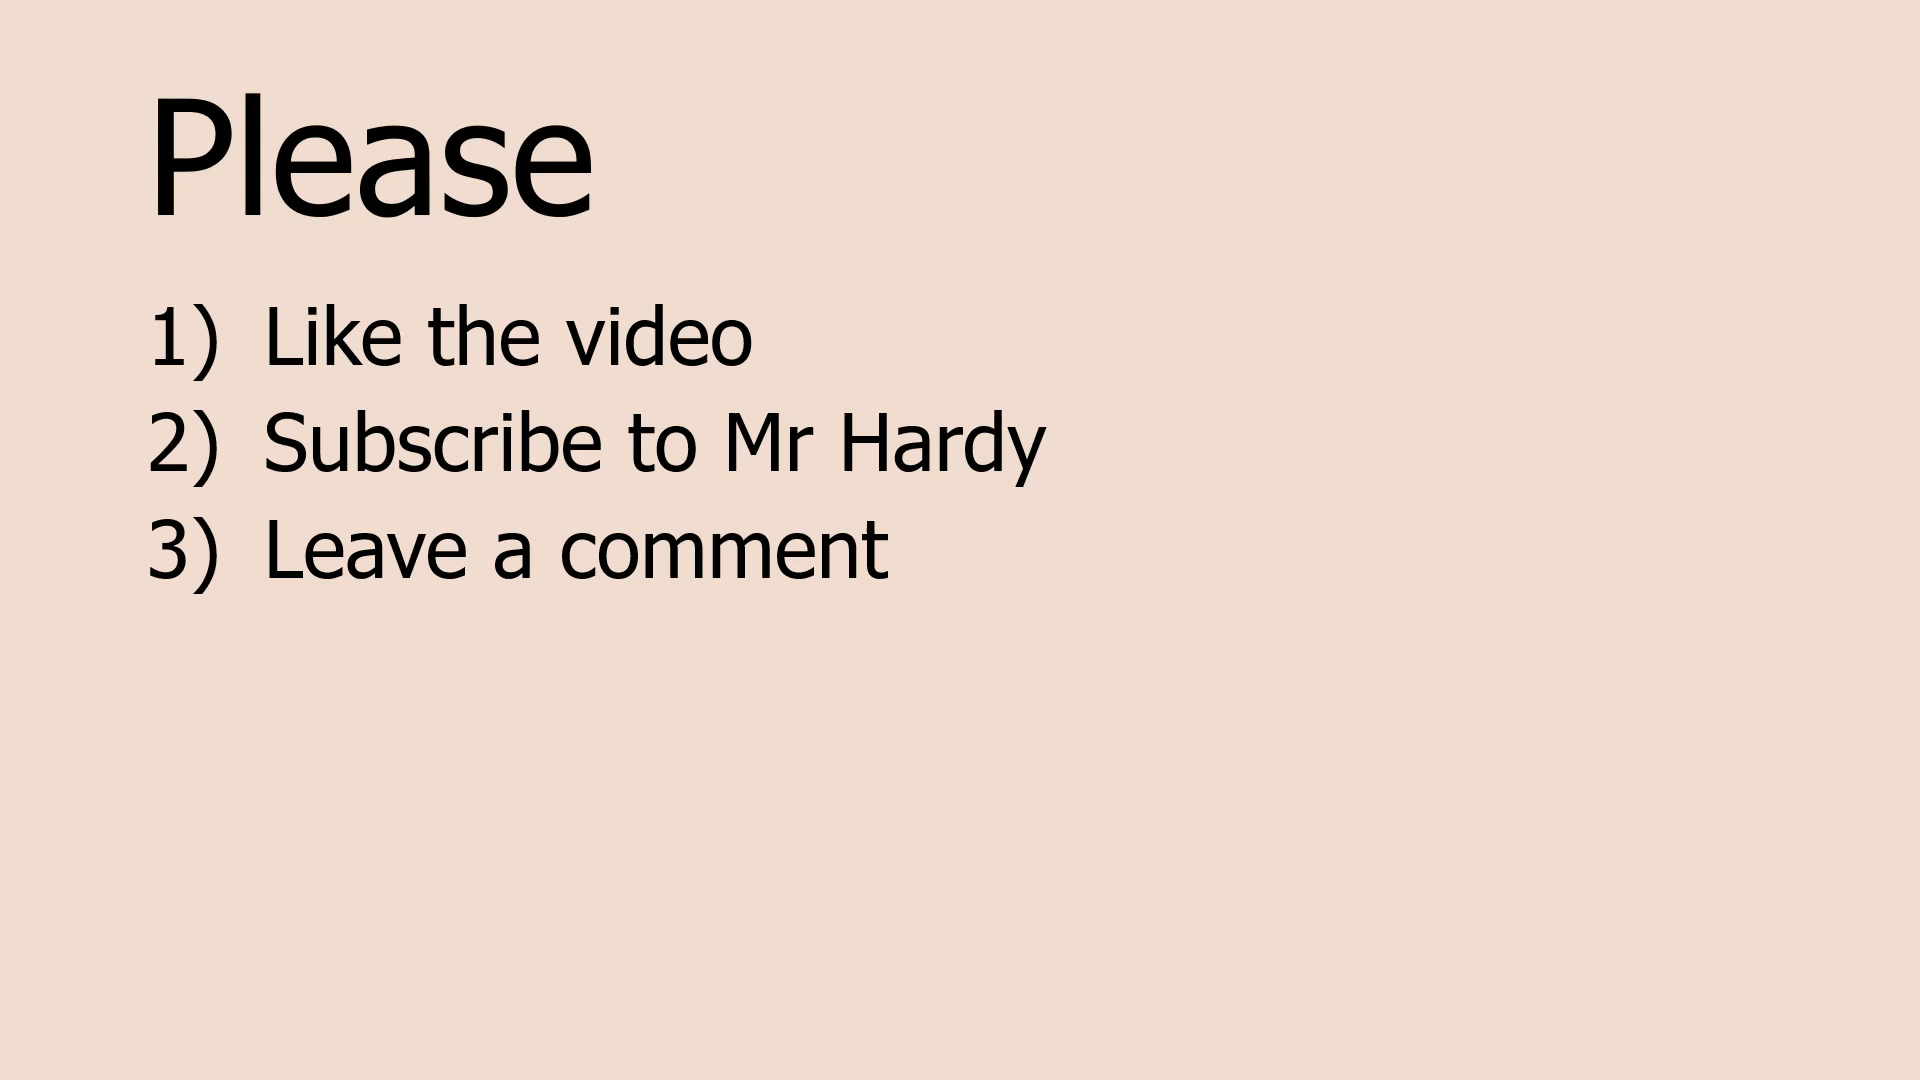 Please
1) Like the video
2) Subscribe to Mr Hardy
3) Leave a comment